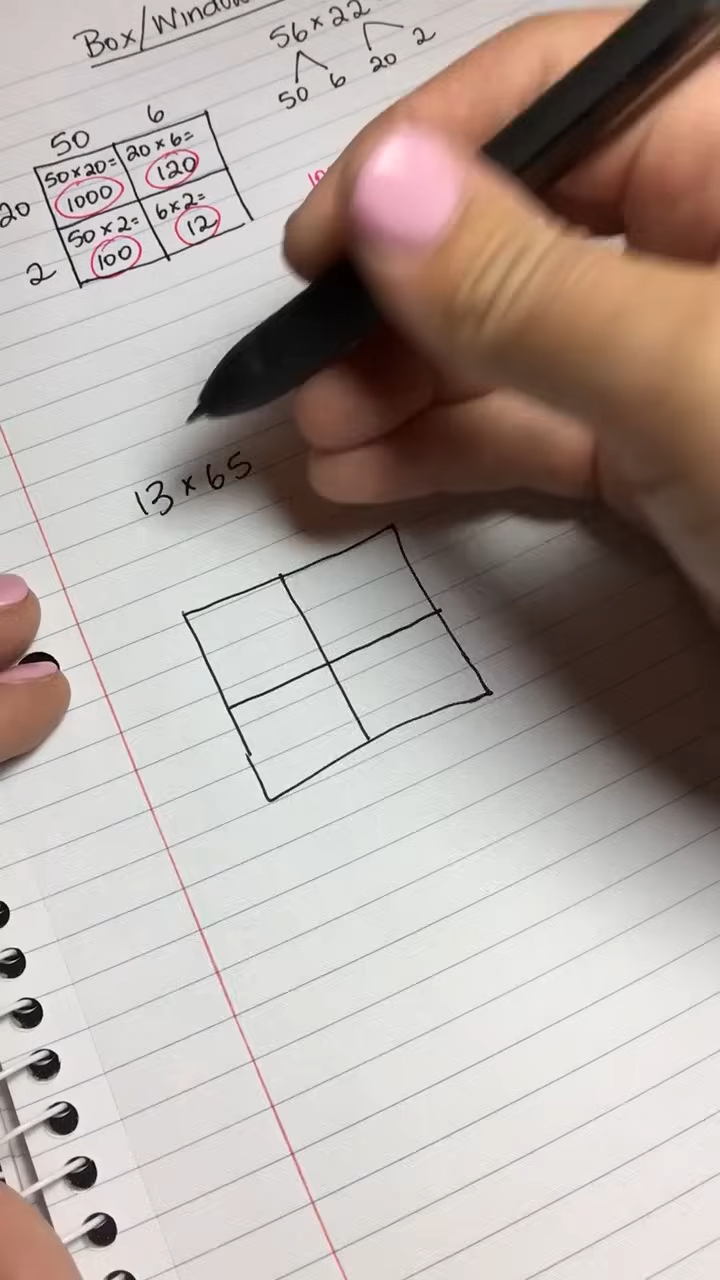 Box/Window
56 × 22
50 6 20 2
50 6
20 50 × 20 = 20 × 6 =
1000 120
2 50 × 2 = 6 × 2 =
100 12
13 × 65